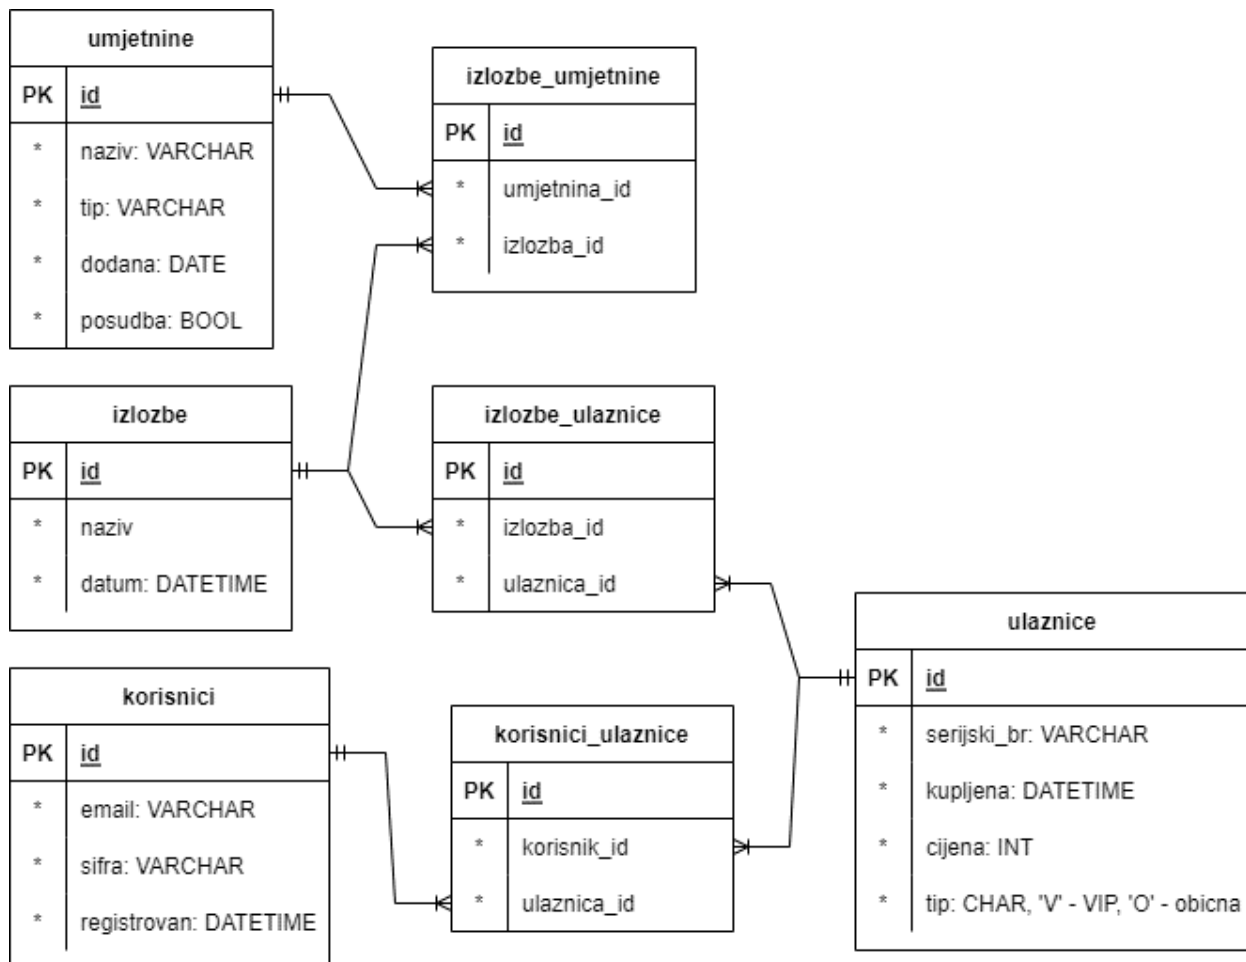 umjetnine
PK id
* naziv: VARCHAR
* tip: VARCHAR
* dodana: DATE
* posudba: BOOL
izlozbe_umjetnine
PK id
* umjetnina_id
* izlozba_id
izlozbe
PK id
* naziv
* datum: DATETIME
izlozbe_ulaznice
PK id
* izlozba_id
* ulaznica_id
korisnici
PK id
* email: VARCHAR
* sifra: VARCHAR
* registrovan: DATETIME
korisnici_ulaznice
PK id
* korisnik_id
* ulaznica_id
ulaznice
PK id
* serijski_br: VARCHAR
* kupljena: DATETIME
* cijena: INT
* tip: CHAR, 'V' - VIP, 'O' - obicna